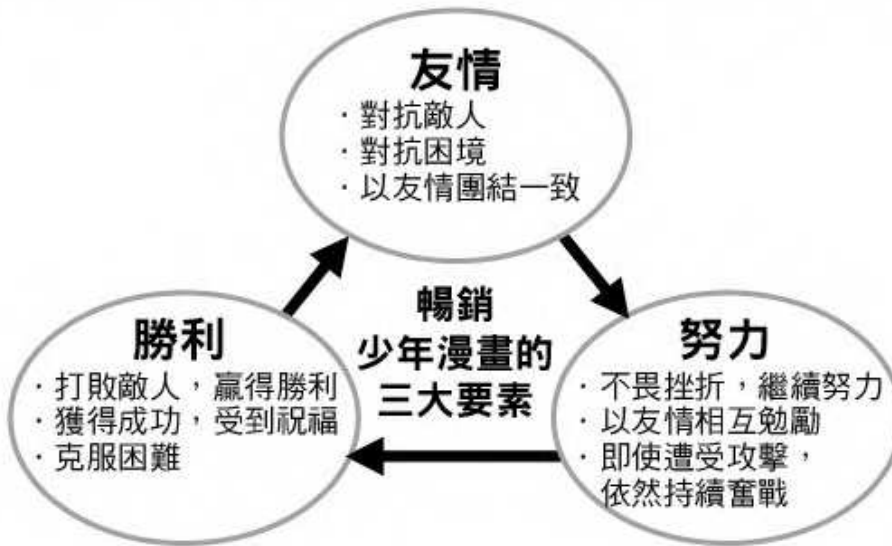 友情
·對抗敵人
·對抗困境
·以友情團結一致
暢銷
少年漫畫的
三大要素
勝利
·打敗敵人，贏得勝利
·獲得成功，受到祝福
·克服困難
努力
·不畏挫折，繼續努力
·以友情相互勉勵
·即使遭受攻擊，
依然持續奮戰